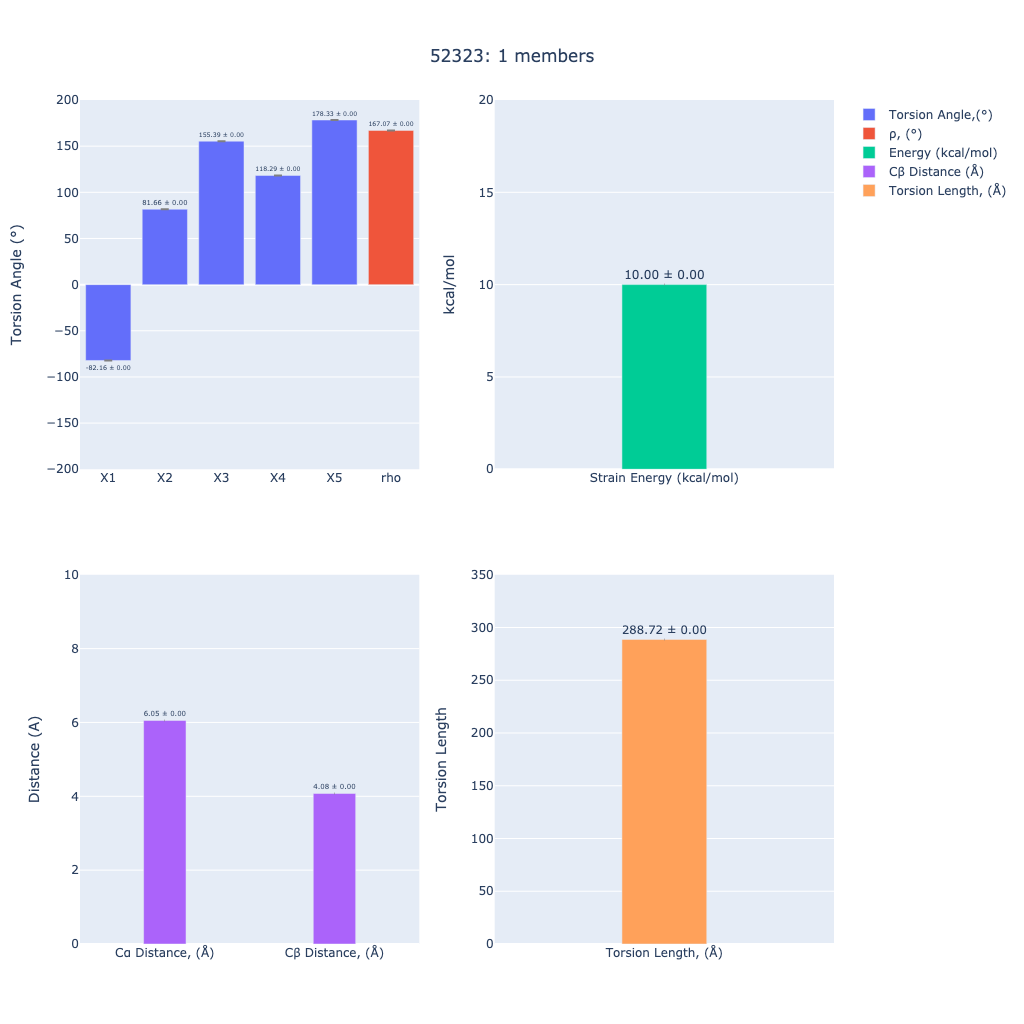 52323: 1 members
Torsion Angle (°)
200
150
100
50
0
−50
−100
−150
−200
-82.16 ± 0.00
81.66 ± 0.00
155.39 ± 0.00
118.29 ± 0.00
178.33 ± 0.00
167.07 ± 0.00
X1 X2 X3 X4 X5 rho
kcal/mol
20
15
10
5
0
10.00 ± 0.00
Strain Energy (kcal/mol)
Torsion Angle,(°)
ρ, (°)
Energy (kcal/mol)
Cβ Distance (Å)
Torsion Length, (Å)
Distance (A)
10
8
6
4
2
0
6.05 ± 0.00
4.08 ± 0.00
Cα Distance, (Å) Cβ Distance, (Å)
Torsion Length
350
300
250
200
150
100
50
0
288.72 ± 0.00
Torsion Length, (Å)